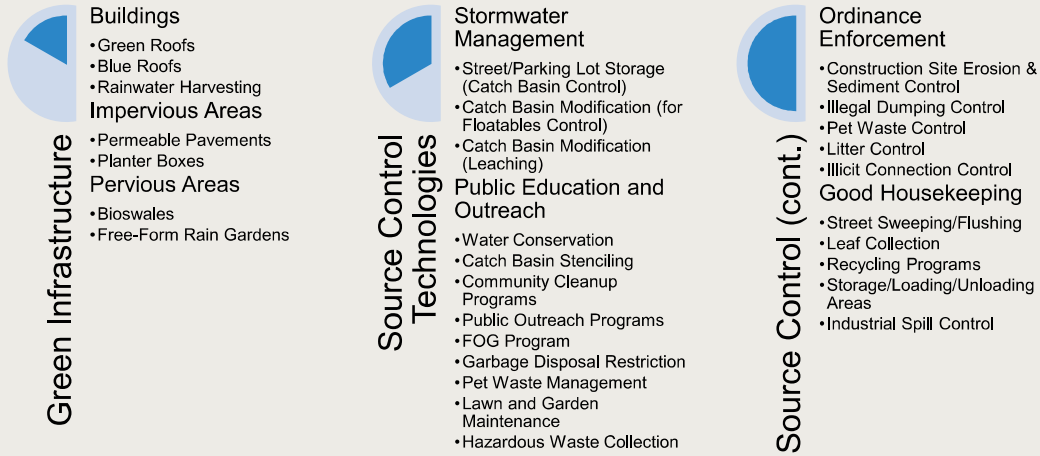 Green Infrastructure
Buildings
•Green Roofs
•Blue Roofs
•Rainwater Harvesting
Impervious Areas
•Permeable Pavements
•Planter Boxes
Pervious Areas
•Bioswales
•Free-Form Rain Gardens
Source Control
Technologies
Stormwater
Management
•Street/Parking Lot Storage
(Catch Basin Control)
•Catch Basin Modification (for
Floatables Control)
•Catch Basin Modification
(Leaching)
Public Education and
Outreach
•Water Conservation
•Catch Basin Stenciling
•Community Cleanup
Programs
•Public Outreach Programs
•FOG Program
•Garbage Disposal Restriction
•Pet Waste Management
•Lawn and Garden
Maintenance
•Hazardous Waste Collection
Source Control (cont.)
Ordinance
Enforcement
•Construction Site Erosion &
Sediment Control
•Illegal Dumping Control
•Pet Waste Control
•Litter Control
•Illicit Connection Control
Good Housekeeping
•Street Sweeping/Flushing
•Leaf Collection
•Recycling Programs
•Storage/Loading/Unloading
Areas
•Industrial Spill Control